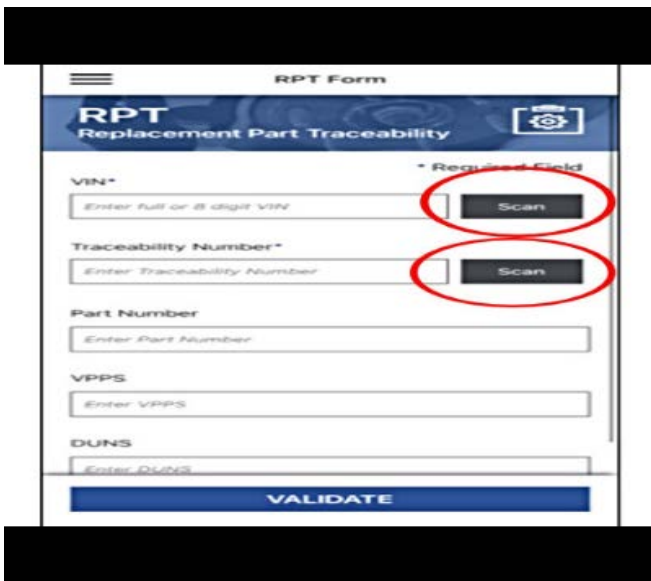 RPT Form
RPT
Replacement Part Traceability
* Required Field
VIN*
Enter full or 8 digit VIN
Scan
Traceability Number*
Enter Traceability Number
Scan
Part Number
Enter Part Number
VPPS
Enter VPPS
DUNS
Enter DUNS
VALIDATE